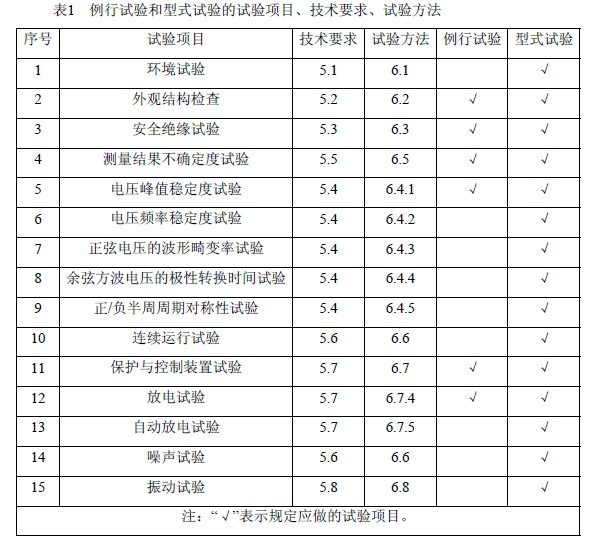 表1 例行试验和型式试验的试验项目、技术要求、试验方法
序号 试验项目 技术要求 试验方法 例行试验 型式试验
1 环境试验 5.1 6.1 √
2 外观结构检查 5.2 6.2 √ √
3 安全绝缘试验 5.3 6.3 √ √
4 测量结果不确定度试验 5.5 6.5 √ √
5 电压峰值稳定度试验 5.4 6.4.1 √ √
6 电压频率稳定度试验 5.4 6.4.2 √
7 正弦电压的波形畸变率试验 5.4 6.4.3 √
8 余弦方波电压的极性转换时间试验 5.4 6.4.4 √
9 正/负半周周期对称性试验 5.4 6.4.5 √
10 连续运行试验 5.6 6.6 √
11 保护与控制装置试验 5.7 6.7 √ √
12 放电试验 5.7 6.7.4 √ √
13 自动放电试验 5.7 6.7.5 √
14 噪声试验 5.6 6.6 √
15 振动试验 5.8 6.8 √
注：“√”表示规定应做的试验项目。